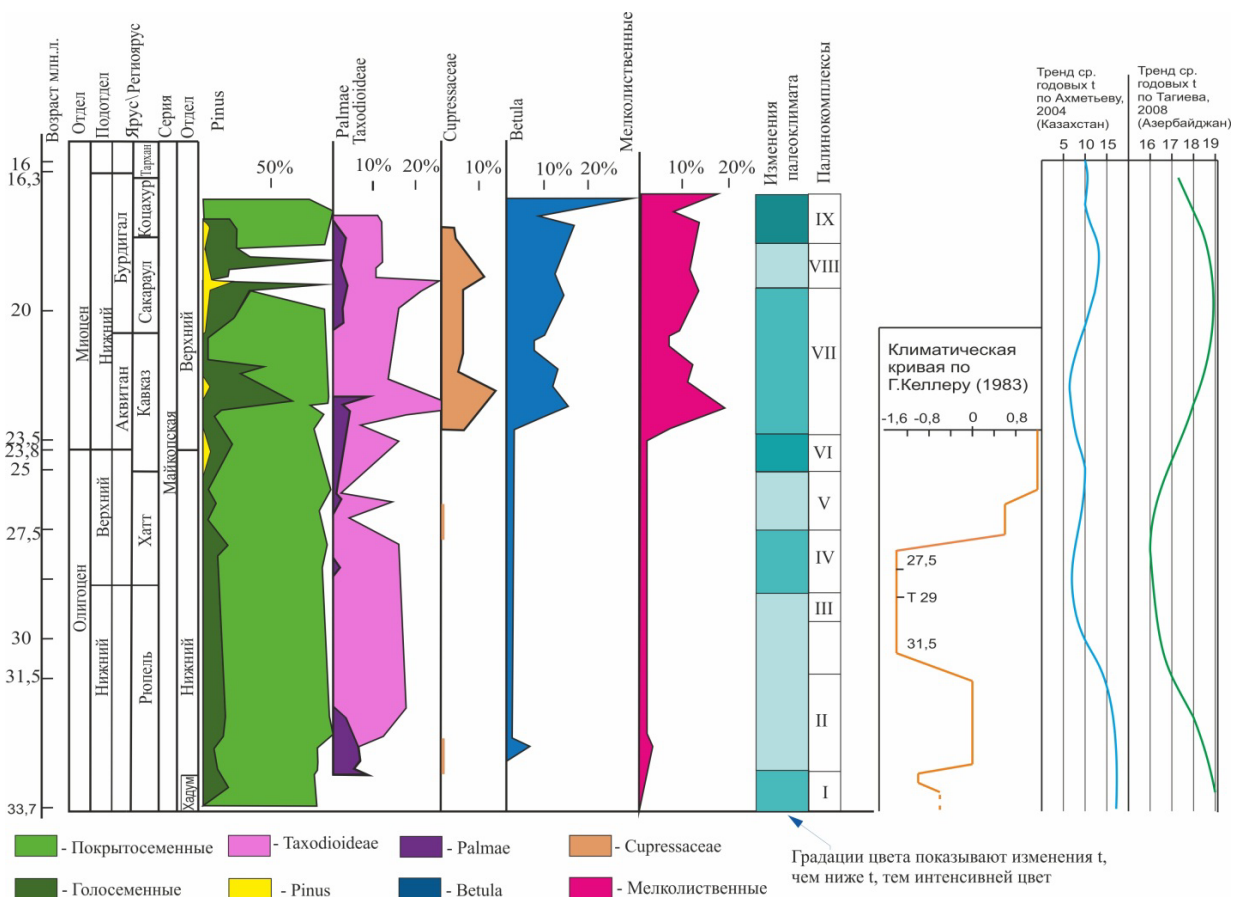 Возраст млн.л.
Отдел
Подотдел
Ярус\ Региоярус
Серия
Отдел
Pinus
Palmae
Taxodioideae
Cupressaceae
Betula
Мелколиственные
Изменения
палеоклимата
Палинокомплексы
Тренд ср.
годовых t
по Ахметьеву,
2004
(Казахстан)
Тренд ср.
годовых t
по Тагиева,
2008
(Азербайджан)
50%
10% 20%
10%
10% 20%
10% 20%
5 10 15
16 17 18 19
16
16,3
20
23,5
23,8
25
27,5
30
31,5
33,7
Миоцен
Олигоцен
Нижний
Верхний
Нижний
Бурдигал
Аквитан
Тархан
Коцахур
Сакараул
Кавказ
Хатт
Рюпель
Майкопская
Верхний
Нижний
Хадум
IX
VIII
VII
VI
V
IV
III
II
I
Климатическая
кривая по
Г.Келлеру (1983)
-1,6 -0,8 0 0,8
27,5
Т 29
31,5
- Покрытосеменные
- Taxodioideae
- Palmae
- Cupressaceae
- Голосеменные
- Pinus
- Betula
- Мелколиственные
Градации цвета показывают изменения t,
чем ниже t, тем интенсивней цвет